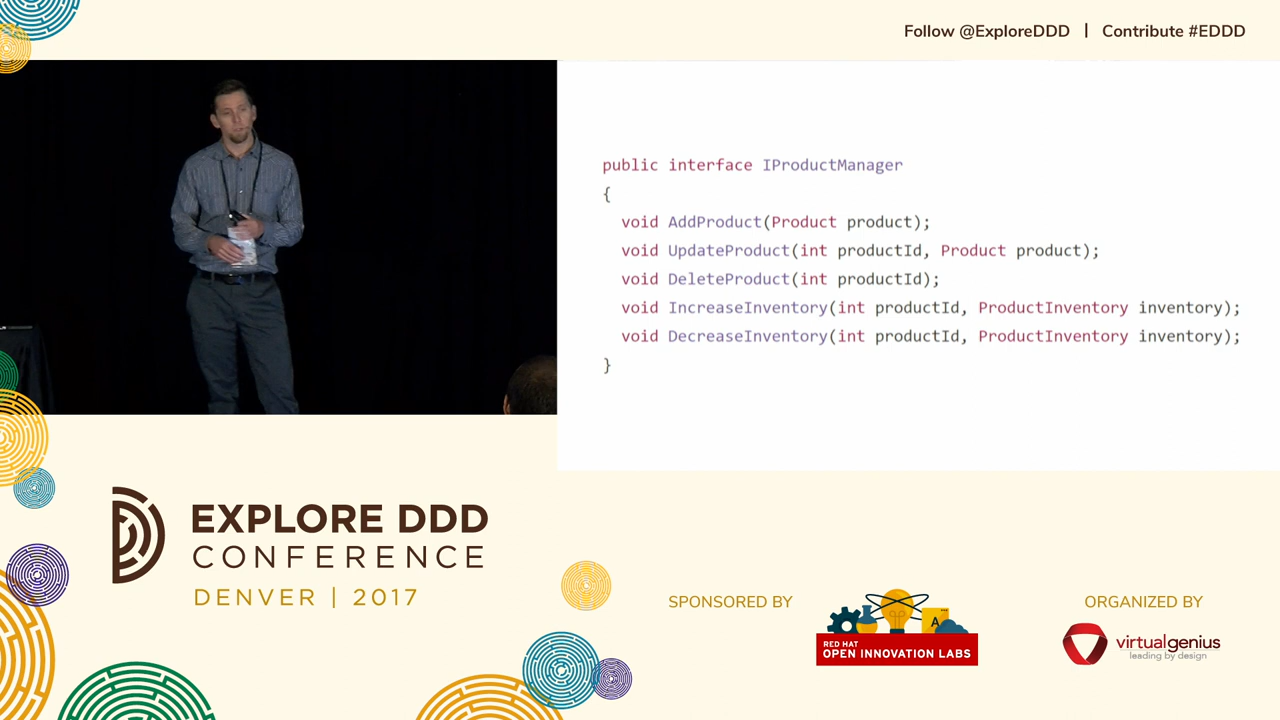 Follow @ExploreDDD | Contribute #EDDD
public interface IProductManager
{
void AddProduct(Product product);
void UpdateProduct(int productId, Product product);
void DeleteProduct(int productId);
void IncreaseInventory(int productId, ProductInventory inventory);
void DecreaseInventory(int productId, ProductInventory inventory);
}
EXPLORE DDD
CONFERENCE
DENVER | 2017
SPONSORED BY
A
RED HAT
OPEN INNOVATION LABS
ORGANIZED BY
virtualgenius
leading by design